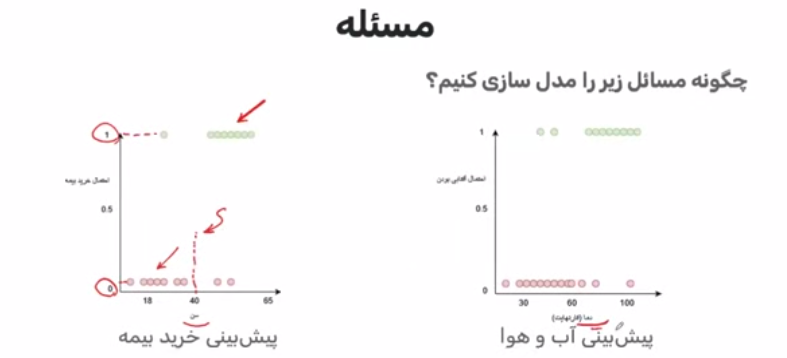 مسئله
چگونه مسائل زیر را مدل سازی کنیم؟
1
احتمال آفتابی بودن
0.5
0
30 60 100
دما (فارنهایت)
پیش‌بینی آب و هوا
1
احتمال خرید بیمه
0.5
0
18 40 65
سن
پیش‌بینی خرید بیمه